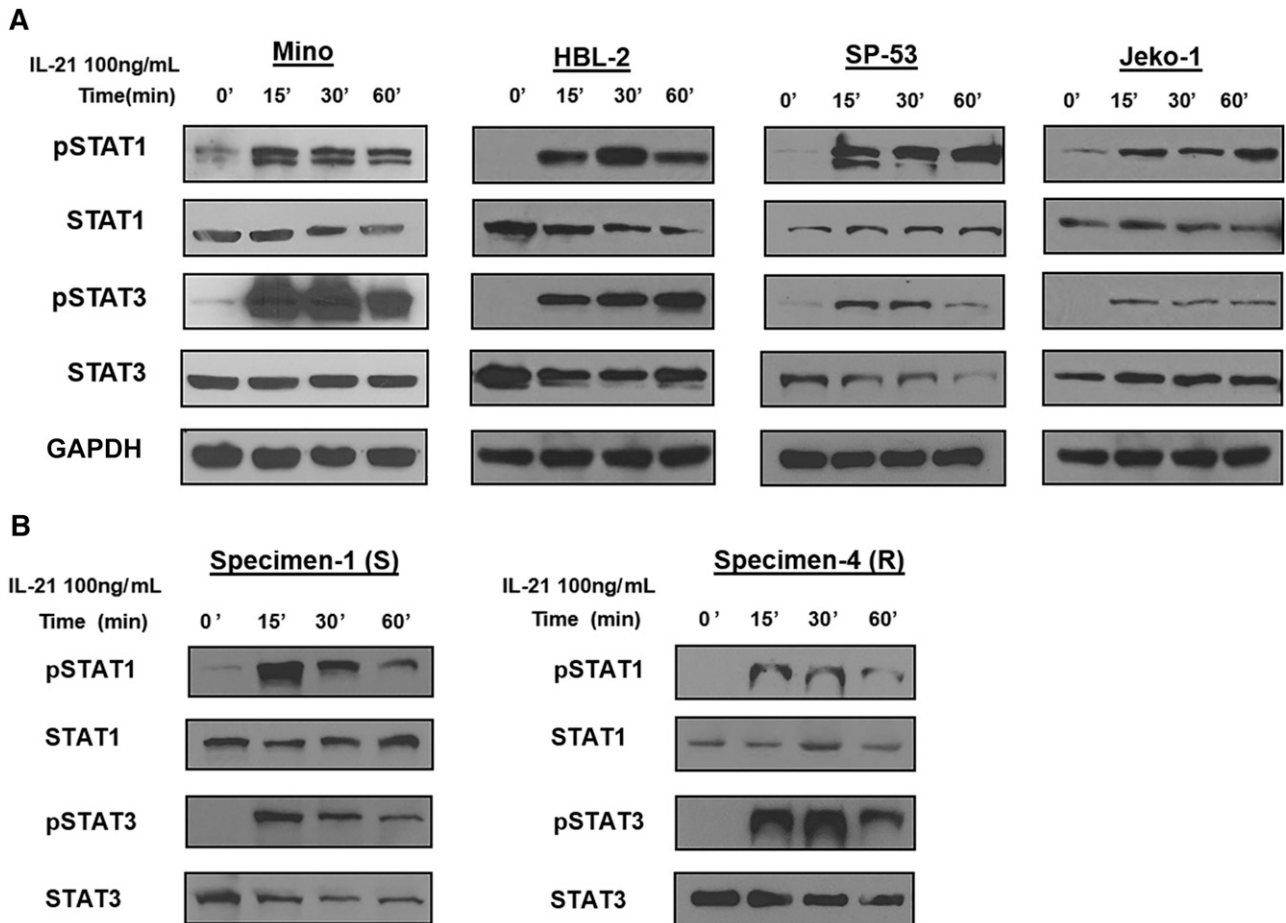 A
Mino HBL-2 SP-53 Jeko-1
IL-21 100ng/mL
Time(min) 0' 15' 30' 60' 0' 15' 30' 60' 0' 15' 30' 60' 0' 15' 30' 60'
pSTAT1
STAT1
pSTAT3
STAT3
GAPDH
B
Specimen-1 (S) Specimen-4 (R)
IL-21 100ng/mL IL-21 100ng/mL
Time (min) 0 ' 15' 30' 60' Time (min) 0 ' 15' 30' 60'
pSTAT1 pSTAT1
STAT1 STAT1
pSTAT3 pSTAT3
STAT3 STAT3